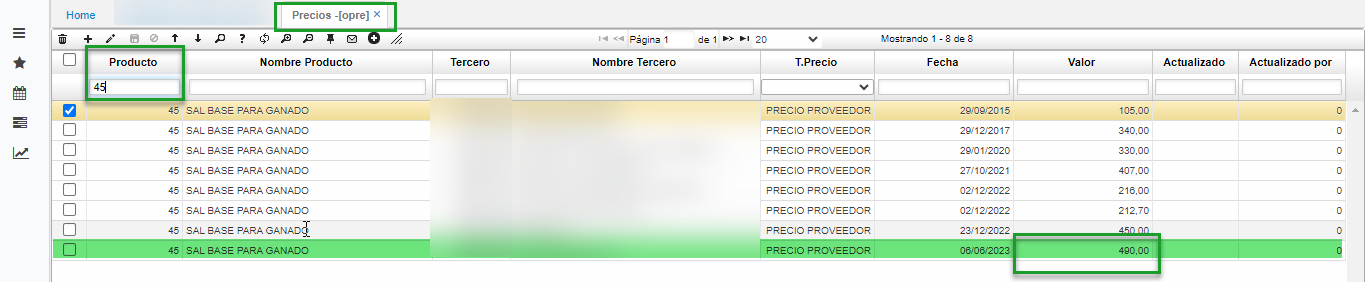 Home
Precios -[opre] ×
Página 1 de 1 20 Mostrando 1 - 8 de 8
Producto Nombre Producto Tercero Nombre Tercero T.Precio Fecha Valor Actualizado Actualizado por
45
45 SAL BASE PARA GANADO PRECIO PROVEEDOR 29/09/2015 105,00 0
45 SAL BASE PARA GANADO PRECIO PROVEEDOR 29/12/2017 340,00 0
45 SAL BASE PARA GANADO PRECIO PROVEEDOR 29/01/2020 330,00 0
45 SAL BASE PARA GANADO PRECIO PROVEEDOR 27/10/2021 407,00 0
45 SAL BASE PARA GANADO PRECIO PROVEEDOR 02/12/2022 216,00 0
45 SAL BASE PARA GANADO PRECIO PROVEEDOR 02/12/2022 212,70 0
45 SAL BASE PARA GANADO PRECIO PROVEEDOR 23/12/2022 450,00 0
45 SAL BASE PARA GANADO PRECIO PROVEEDOR 06/06/2023 490,00 0